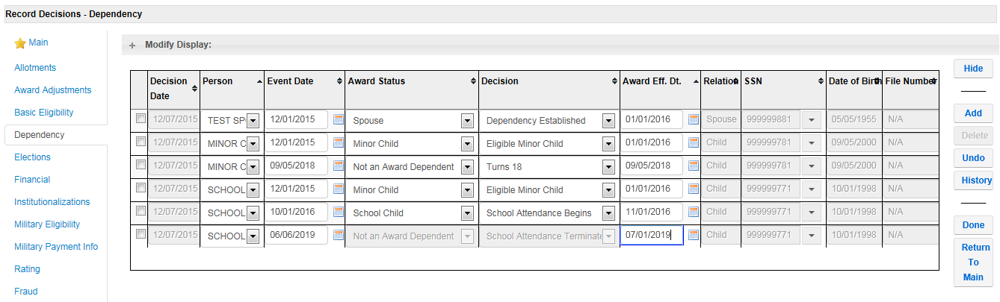 Record Decisions - Dependency
Main
Allotments
Award Adjustments
Basic Eligibility
Dependency
Elections
Financial
Institutionalizations
Military Eligibility
Military Payment Info
Rating
Fraud
+ Modify Display:
Decision Date Person Event Date Award Status Decision Award Eff. Dt. Relation SSN Date of Birth File Number
12/07/2015 TEST SP 12/01/2015 Spouse Dependency Established 01/01/2016 Spouse 999999881 05/05/1955 N/A
12/07/2015 MINOR C 12/01/2015 Minor Child Eligible Minor Child 01/01/2016 Child 999999781 09/05/2000 N/A
12/07/2015 MINOR C 09/05/2018 Not an Award Dependent Turns 18 09/05/2018 Child 999999781 09/05/2000 N/A
12/07/2015 SCHOOL 12/01/2015 Minor Child Eligible Minor Child 01/01/2016 Child 999999771 10/01/1998 N/A
12/07/2015 SCHOOL 10/01/2016 School Child School Attendance Begins 11/01/2016 Child 999999771 10/01/1998 N/A
12/07/2015 SCHOOL 06/06/2019 Not an Award Dependent School Attendance Terminate 07/01/2019 Child 999999771 10/01/1998 N/A
Hide
Add
Delete
Undo
History
Done
Return
To
Main